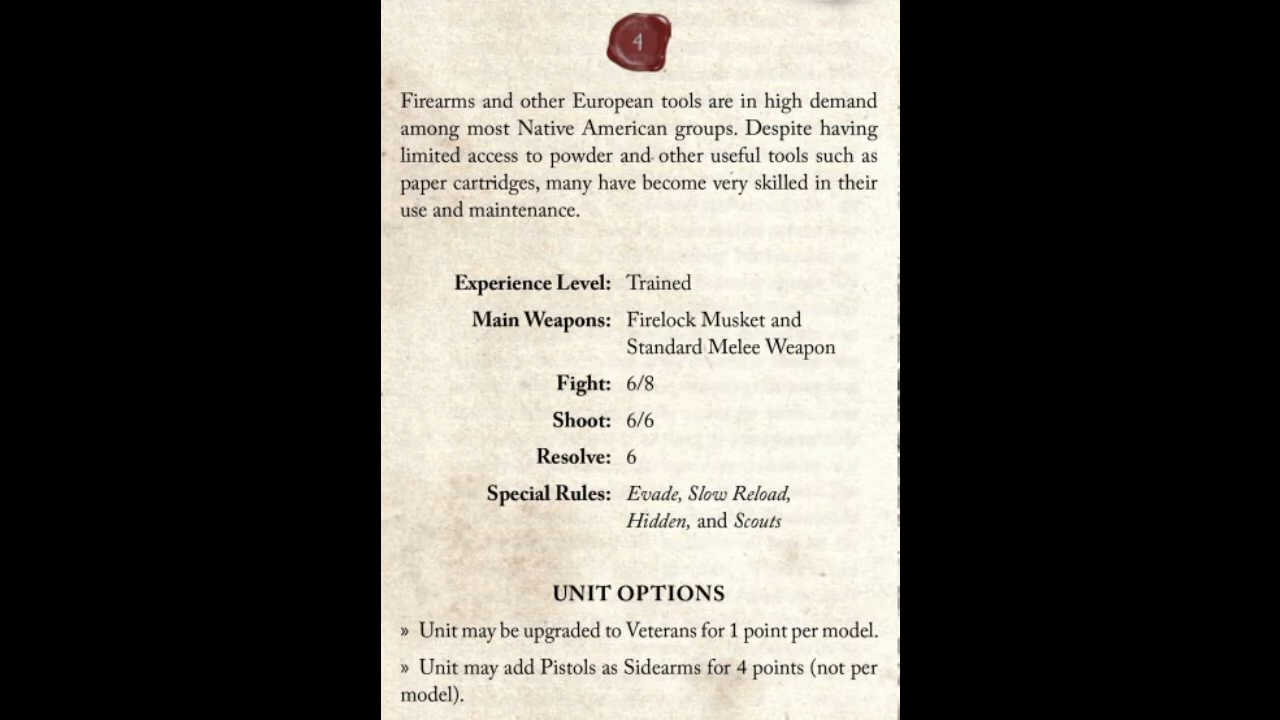 4
Firearms and other European tools are in high demand
among most Native American groups. Despite having
limited access to powder and other useful tools such as
paper cartridges, many have become very skilled in their
use and maintenance.
Experience Level: Trained
Main Weapons: Firelock Musket and
Standard Melee Weapon
Fight: 6/8
Shoot: 6/6
Resolve: 6
Special Rules: Evade, Slow Reload,
Hidden, and Scouts
UNIT OPTIONS
» Unit may be upgraded to Veterans for 1 point per model.
» Unit may add Pistols as Sidearms for 4 points (not per
model).